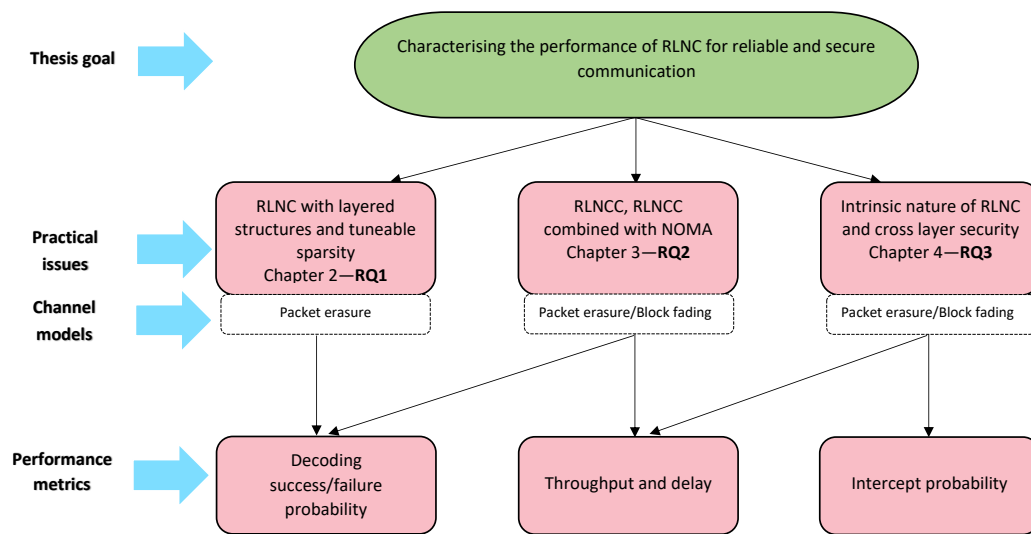 Thesis goal
Characterising the performance of RLNC for reliable and secure
communication
Practical
issues
RLNC with layered
structures and tuneable
sparsity
Chapter 2—RQ1
RLNCC, RLNCC
combined with NOMA
Chapter 3—RQ2
Intrinsic nature of RLNC
and cross layer security
Chapter 4—RQ3
Channel
models
Packet erasure
Packet erasure/Block fading
Packet erasure/Block fading
Performance
metrics
Decoding
success/failure
probability
Throughput and delay
Intercept probability